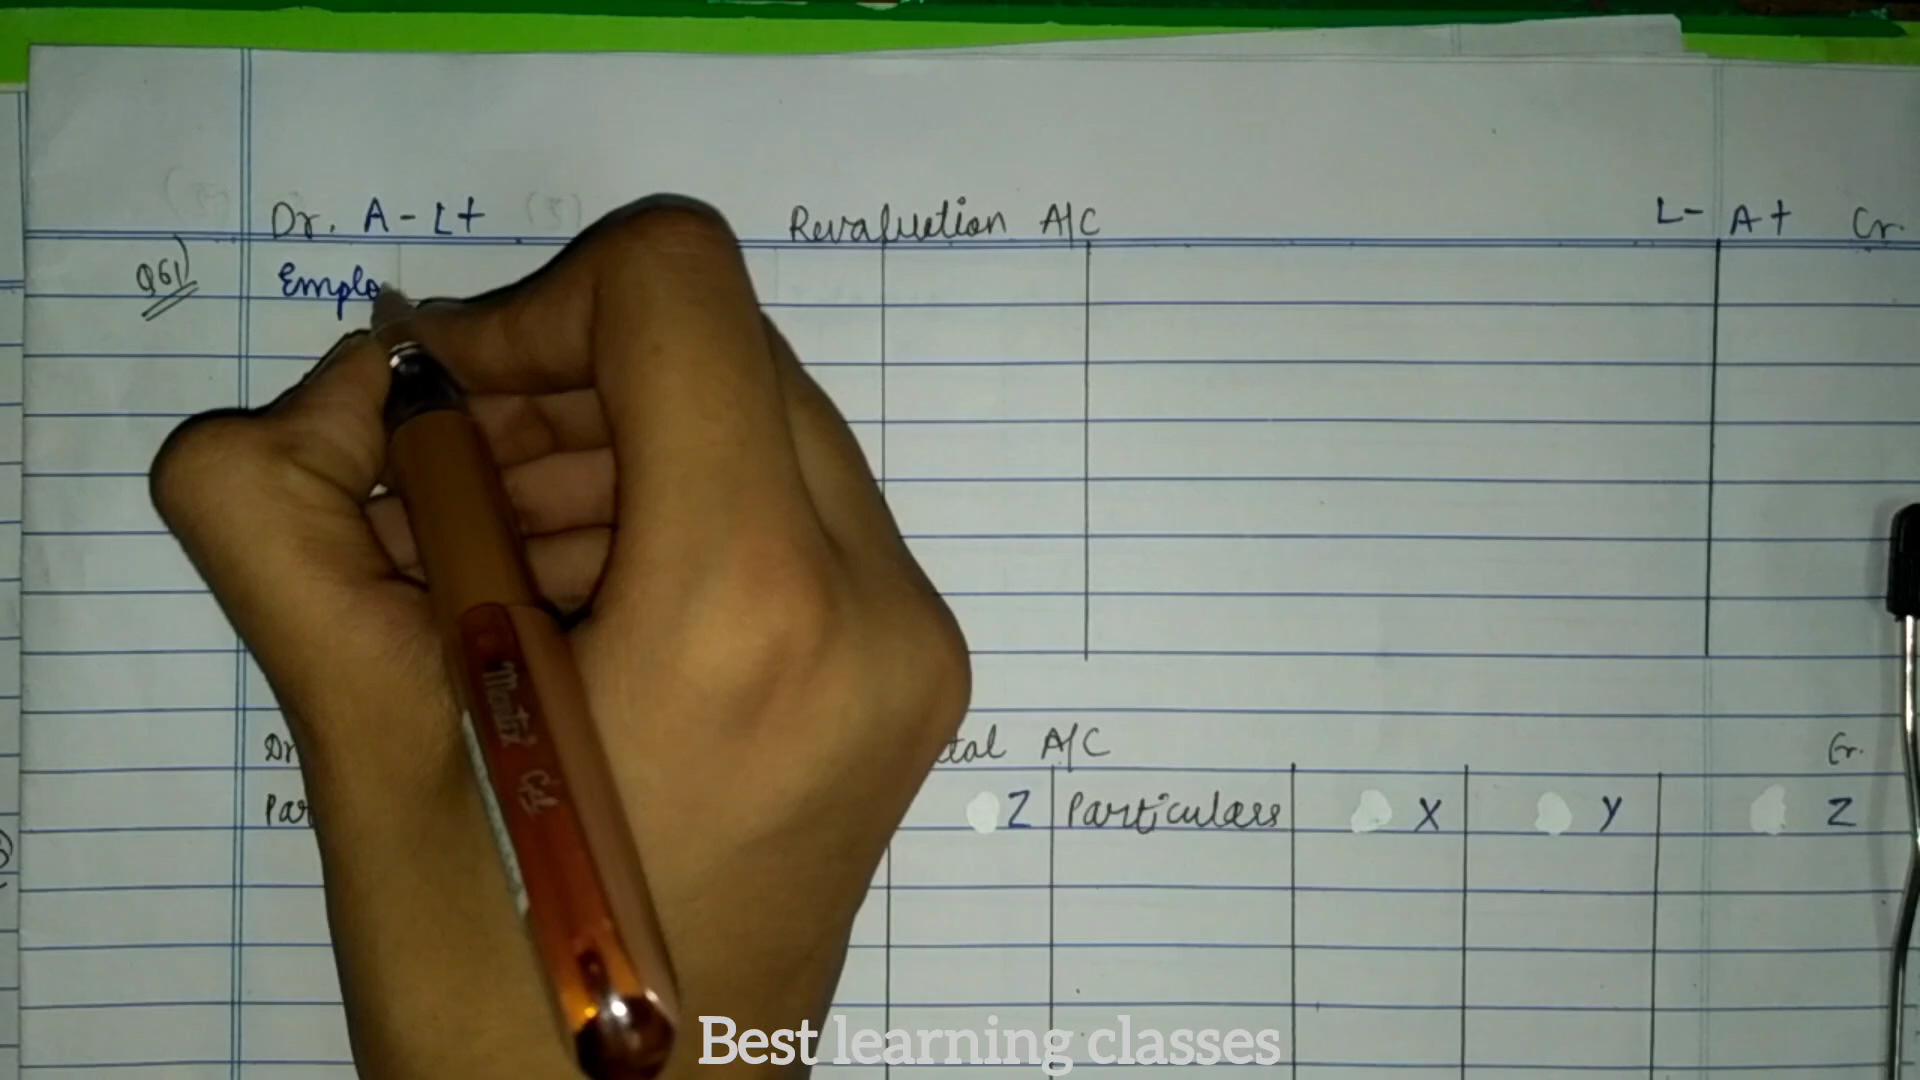 Dr. A- L+ Revaluation A/C L- A+ Cr.
Q61)
Emplo
Dr tal A/C Cr.
Par Z Particulars X Y Z
Best learning classes